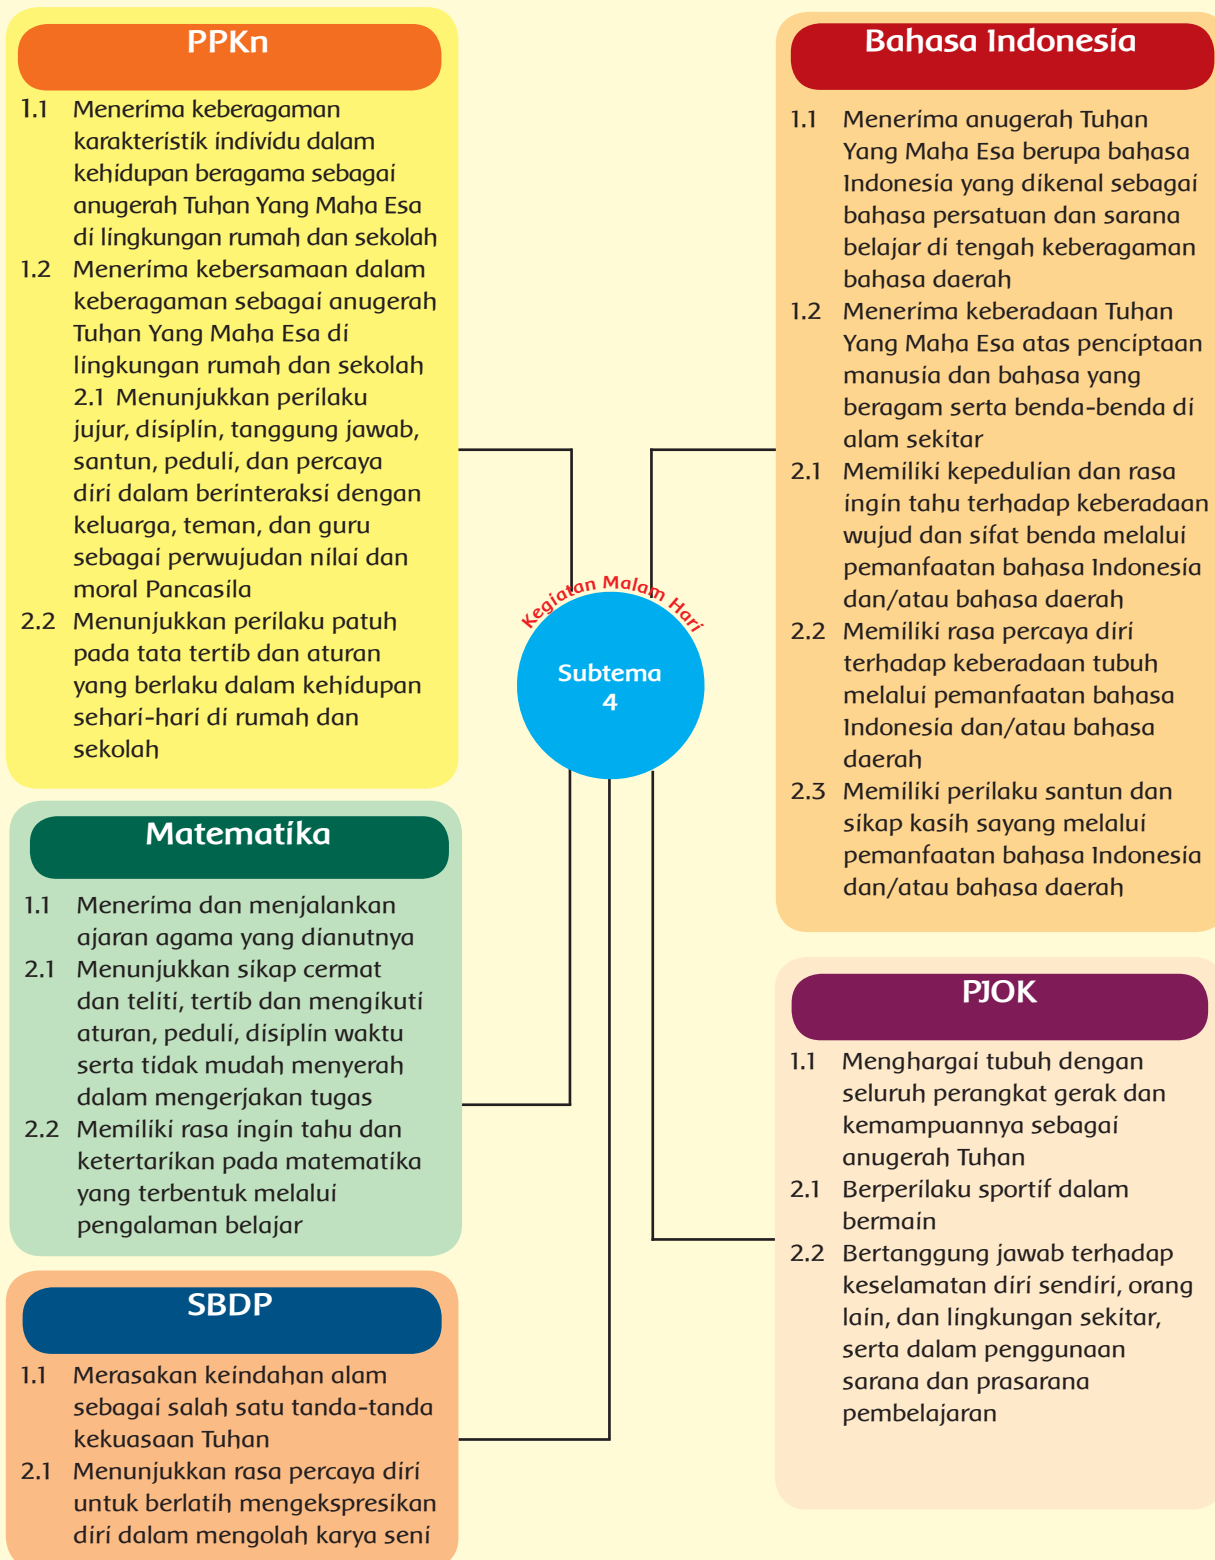 PPKn
1.1 Menerima keberagaman
karakteristik individu dalam
kehidupan beragama sebagai
anugerah Tuhan Yang Maha Esa
di lingkungan rumah dan sekolah
1.2 Menerima kebersamaan dalam
keberagaman sebagai anugerah
Tuhan Yang Maha Esa di
lingkungan rumah dan sekolah
2.1 Menunjukkan perilaku
jujur, disiplin, tanggung jawab,
santun, peduli, dan percaya
diri dalam berinteraksi dengan
keluarga, teman, dan guru
sebagai perwujudan nilai dan
moral Pancasila
2.2 Menunjukkan perilaku patuh
pada tata tertib dan aturan
yang berlaku dalam kehidupan
sehari-hari di rumah dan
sekolah
Matematika
1.1 Menerima dan menjalankan
ajaran agama yang dianutnya
2.1 Menunjukkan sikap cermat
dan teliti, tertib dan mengikuti
aturan, peduli, disiplin waktu
serta tidak mudah menyerah
dalam mengerjakan tugas
2.2 Memiliki rasa ingin tahu dan
ketertarikan pada matematika
yang terbentuk melalui
pengalaman belajar
SBDP
1.1 Merasakan keindahan alam
sebagai salah satu tanda-tanda
kekuasaan Tuhan
2.1 Menunjukkan rasa percaya diri
untuk berlatih mengekspresikan
diri dalam mengolah karya seni
Kegiatan Malam Hari
Subtema
4
Bahasa Indonesia
1.1 Menerima anugerah Tuhan
Yang Maha Esa berupa bahasa
Indonesia yang dikenal sebagai
bahasa persatuan dan sarana
belajar di tengah keberagaman
bahasa daerah
1.2 Menerima keberadaan Tuhan
Yang Maha Esa atas penciptaan
manusia dan bahasa yang
beragam serta benda-benda di
alam sekitar
2.1 Memiliki kepedulian dan rasa
ingin tahu terhadap keberadaan
wujud dan sifat benda melalui
pemanfaatan bahasa Indonesia
dan/atau bahasa daerah
2.2 Memiliki rasa percaya diri
terhadap keberadaan tubuh
melalui pemanfaatan bahasa
Indonesia dan/atau bahasa
daerah
2.3 Memiliki perilaku santun dan
sikap kasih sayang melalui
pemanfaatan bahasa Indonesia
dan/atau bahasa daerah
PJOK
1.1 Menghargai tubuh dengan
seluruh perangkat gerak dan
kemampuannya sebagai
anugerah Tuhan
2.1 Berperilaku sportif dalam
bermain
2.2 Bertanggung jawab terhadap
keselamatan diri sendiri, orang
lain, dan lingkungan sekitar,
serta dalam penggunaan
sarana dan prasarana
pembelajaran